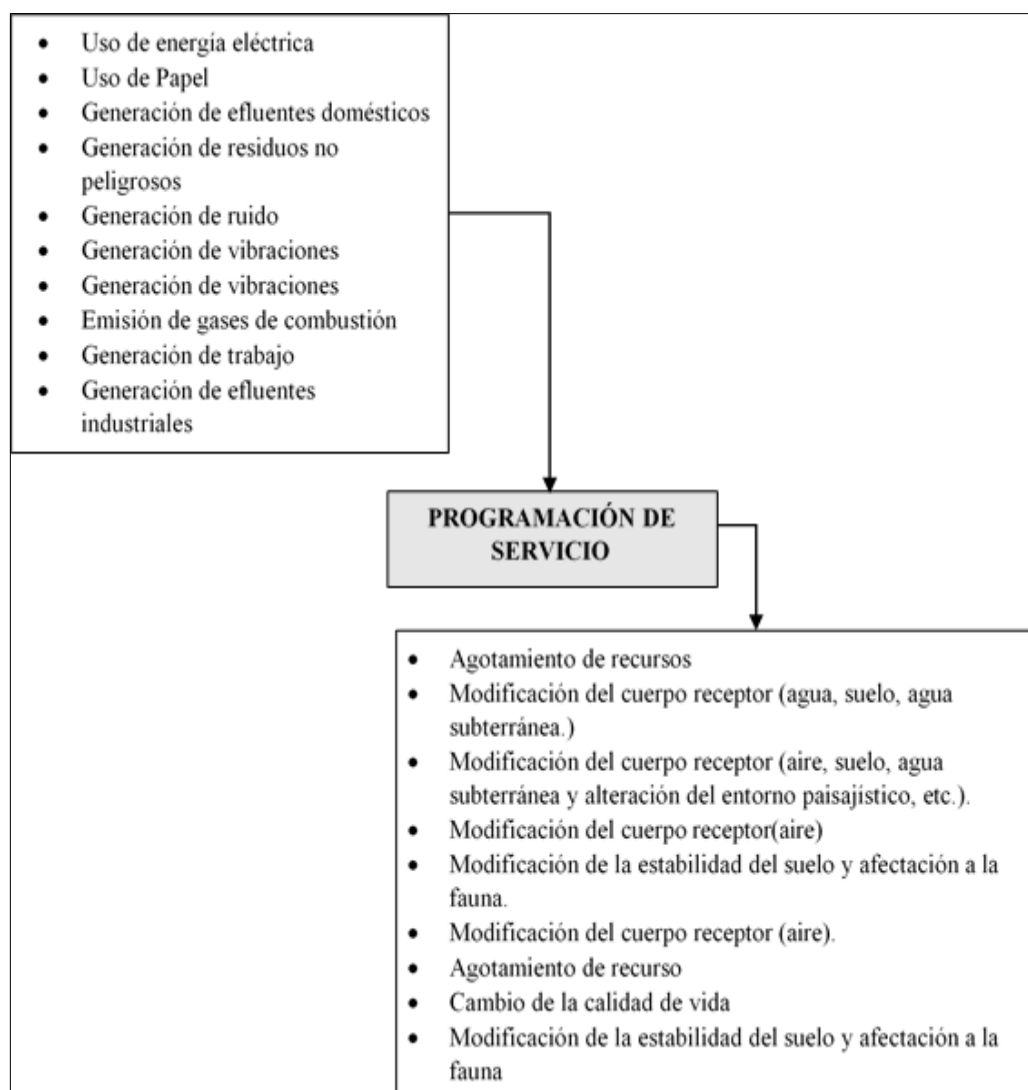 • Uso de energía eléctrica
• Uso de Papel
• Generación de efluentes domésticos
• Generación de residuos no
peligrosos
• Generación de ruido
• Generación de vibraciones
• Generación de vibraciones
• Emisión de gases de combustión
• Generación de trabajo
• Generación de efluentes
industriales
PROGRAMACIÓN DE
SERVICIO
• Agotamiento de recursos
• Modificación del cuerpo receptor (agua, suelo, agua
subterránea.)
• Modificación del cuerpo receptor (aire, suelo, agua
subterránea y alteración del entorno paisajístico, etc.).
• Modificación del cuerpo receptor(aire)
• Modificación de la estabilidad del suelo y afectación a la
fauna.
• Modificación del cuerpo receptor (aire).
• Agotamiento de recurso
• Cambio de la calidad de vida
• Modificación de la estabilidad del suelo y afectación a la
fauna